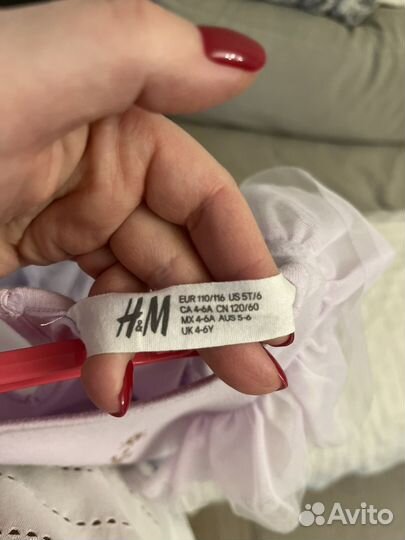 H&M
EUR 110/116 US 5T/6
CA 4-6A CN 120/60
MX 4-6A AUS 5-6
UK 4-6Y
Avito